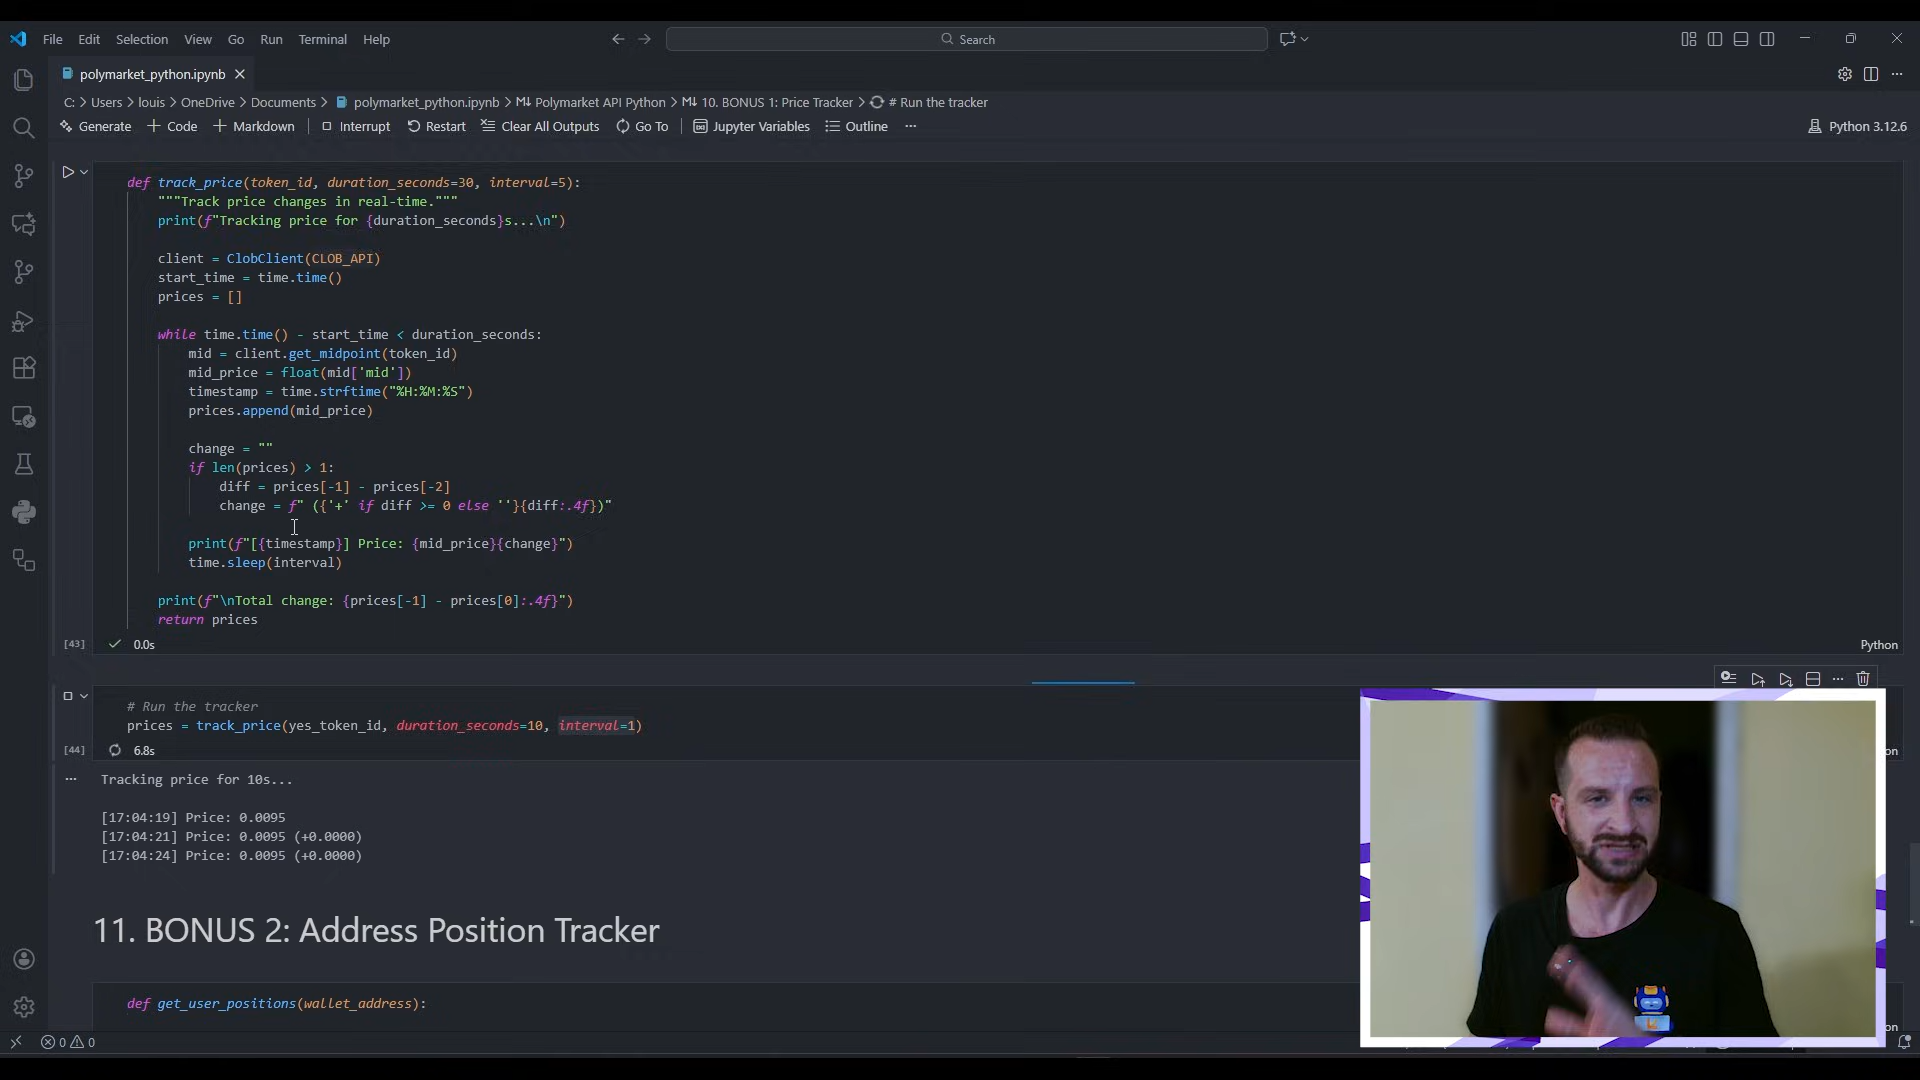 File Edit Selection View Go Run Terminal Help
Search
polymarket_python.ipynb
C: > Users > louis > OneDrive > Documents > polymarket_python.ipynb > M↓ Polymarket API Python > M↓ 10. BONUS 1: Price Tracker > # Run the tracker
Generate + Code + Markdown Interrupt Restart Clear All Outputs Go To Jupyter Variables Outline ...
Python 3.12.6
def track_price(token_id, duration_seconds=30, interval=5):
"""Track price changes in real-time."""
print(f"Tracking price for {duration_seconds}s...\n")
client = ClobClient(CLOB_API)
start_time = time.time()
prices = []
while time.time() - start_time < duration_seconds:
mid = client.get_midpoint(token_id)
mid_price = float(mid['mid'])
timestamp = time.strftime("%H:%M:%S")
prices.append(mid_price)
change = ""
if len(prices) > 1:
diff = prices[-1] - prices[-2]
change = f" ({'+' if diff >= 0 else ''}{diff:.4f})"
print(f"[{timestamp}] Price: {mid_price}{change}")
time.sleep(interval)
print(f"\nTotal change: {prices[-1] - prices[0]:.4f}")
return prices
[43] 0.0s
Python
# Run the tracker
prices = track_price(yes_token_id, duration_seconds=10, interval=1)
[44] 6.8s
... Tracking price for 10s...
[17:04:19] Price: 0.0095
[17:04:21] Price: 0.0095 (+0.0000)
[17:04:24] Price: 0.0095 (+0.0000)
11. BONUS 2: Address Position Tracker
def get_user_positions(wallet_address):
0 0